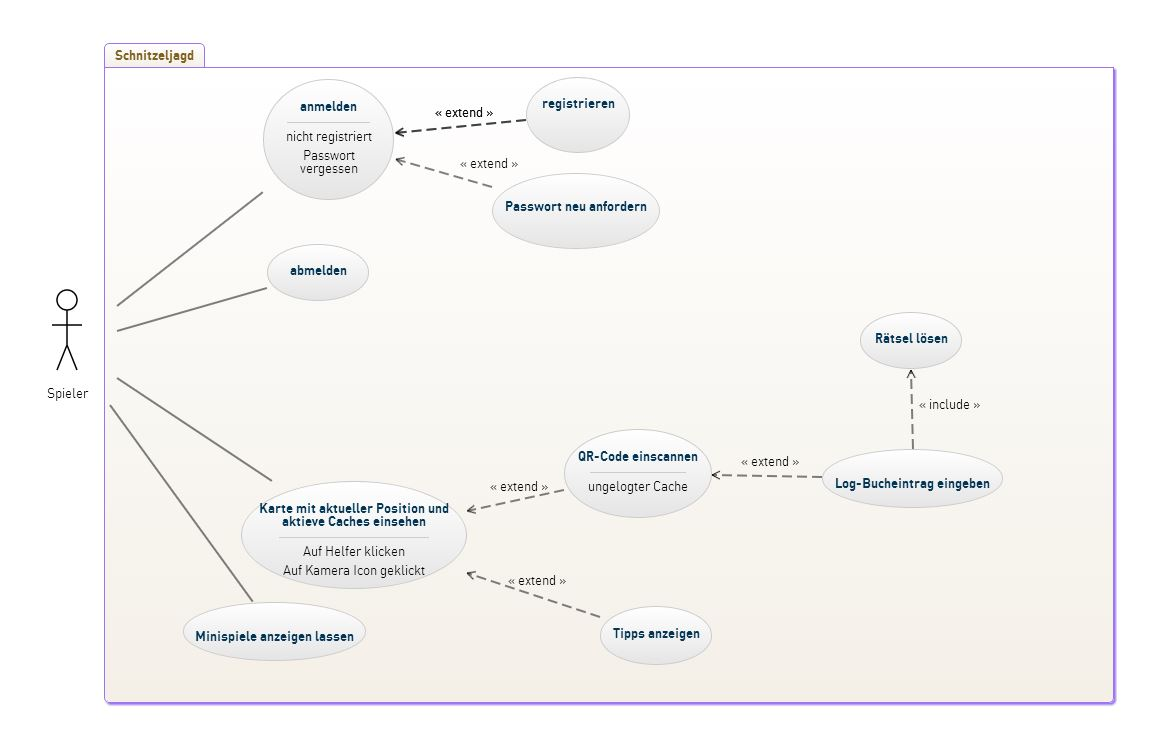 Schnitzeljagd
anmelden
nicht registriert
Passwort
vergessen
« extend »
registrieren
« extend »
Passwort neu anfordern
abmelden
Spieler
Rätsel lösen
« include »
QR-Code einscannen
ungelogter Cache
« extend »
Log-Bucheintrag eingeben
« extend »
Karte mit aktueller Position und
aktieve Caches einsehen
Auf Helfer klicken
Auf Kamera Icon geklickt
« extend »
Tipps anzeigen
Minispiele anzeigen lassen